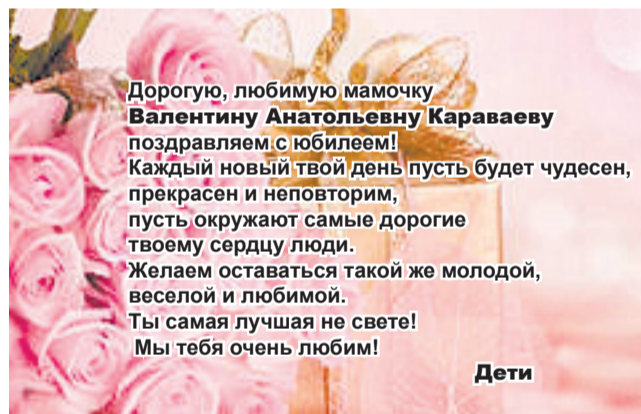 Дорогую, любимую мамочку
Валентину Анатольевну Караваеву
поздравляем с юбилеем!
Каждый новый твой день пусть будет чудесен,
прекрасен и неповторим,
пусть окружают самые дорогие
твоему сердцу люди.
Желаем оставаться такой же молодой,
веселой и любимой.
Ты самая лучшая не свете!
Мы тебя очень любим!
Дети